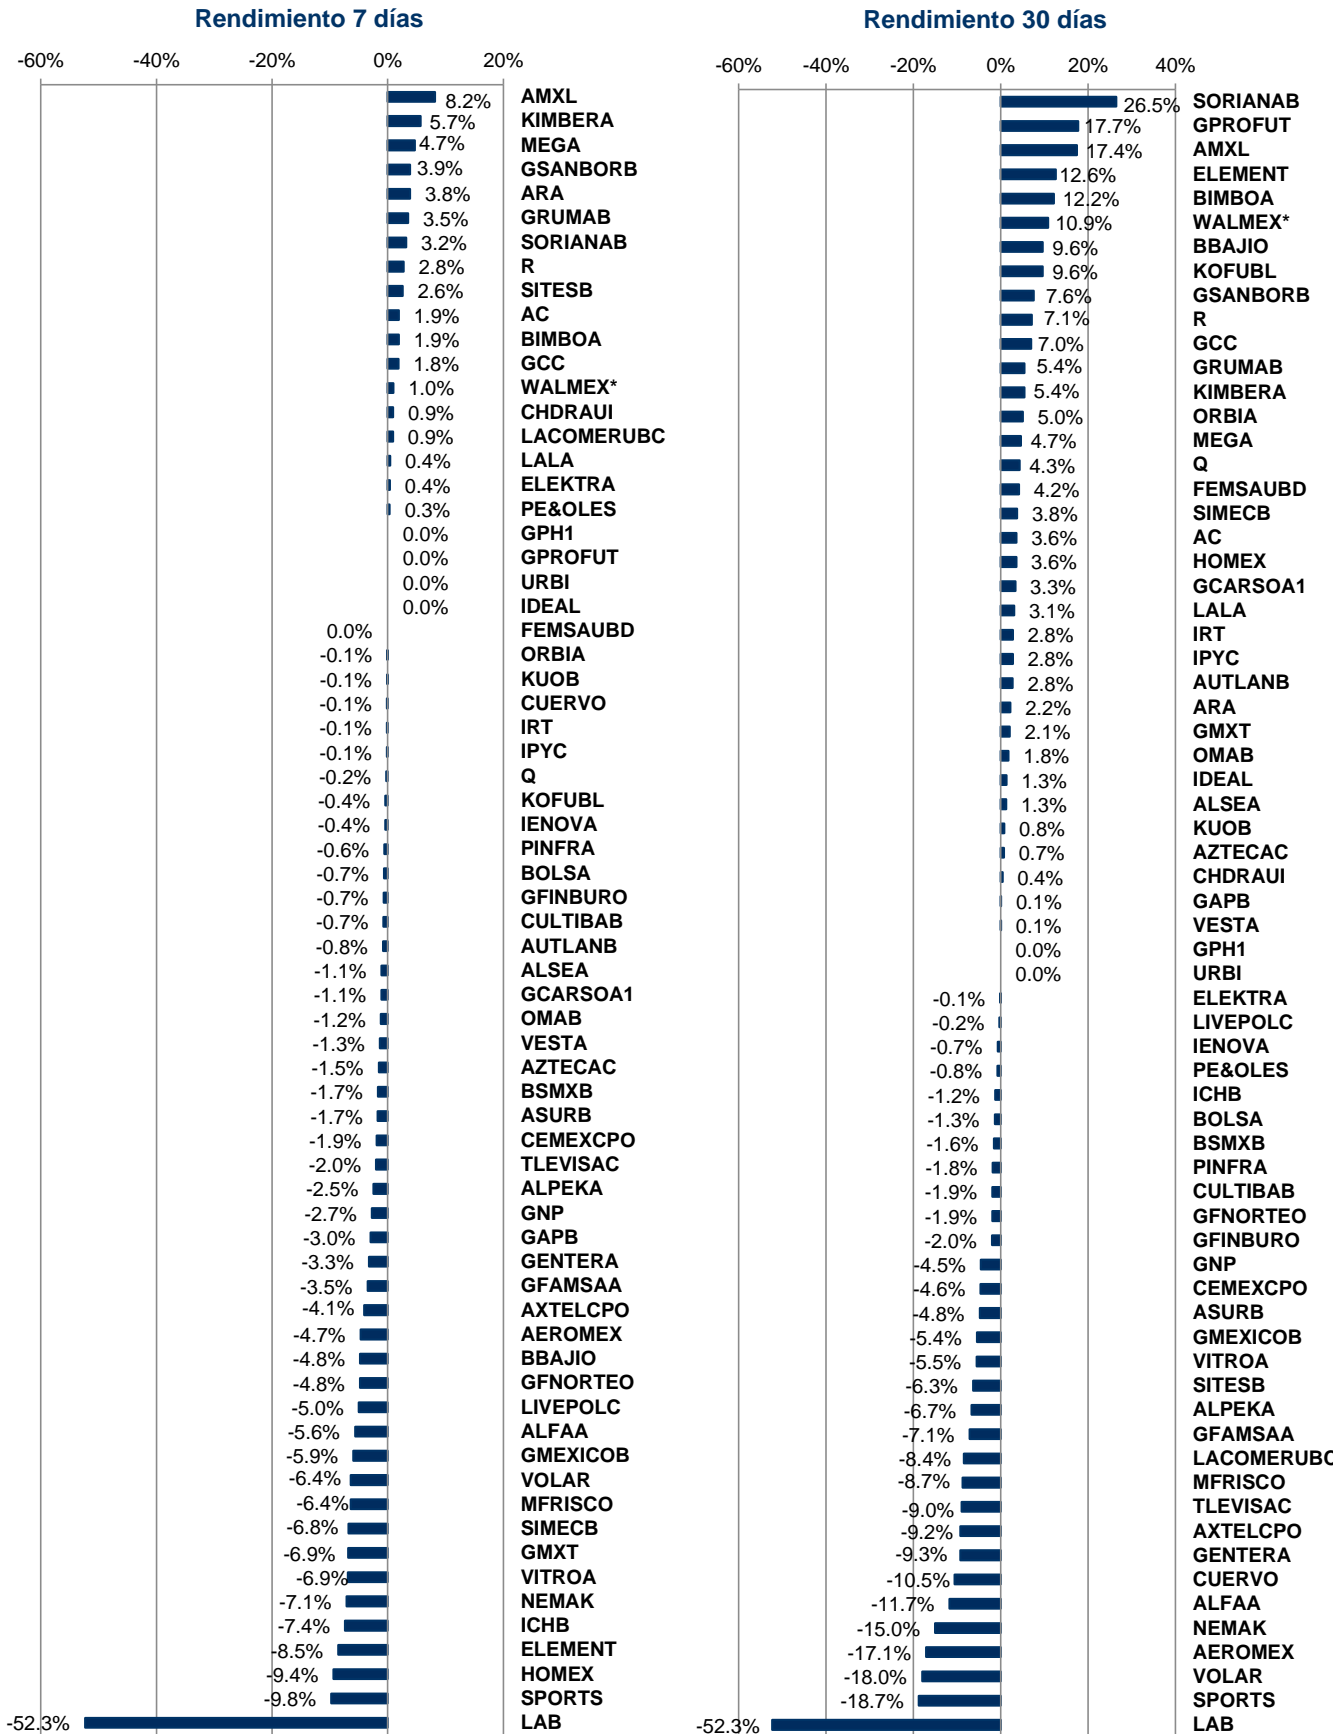 Rendimiento 7 días
-60% -40% -20% 0% 20%
8.2% AMXL
5.7% KIMBERA
4.7% MEGA
3.9% GSANBORB
3.8% ARA
3.5% GRUMAB
3.2% SORIANAB
2.8% R
2.6% SITESB
1.9% AC
1.9% BIMBOA
1.8% GCC
1.0% WALMEX*
0.9% CHDRAUI
0.9% LACOMERUBC
0.4% LALA
0.4% ELEKTRA
0.3% PE&OLES
0.0% GPH1
0.0% GPROFUT
0.0% URBI
0.0% IDEAL
0.0% FEMSAUBD
-0.1% ORBIA
-0.1% KUOB
-0.1% CUERVO
-0.1% IRT
-0.1% IPYC
-0.2% Q
-0.4% KOFUBL
-0.4% IENOVA
-0.6% PINFRA
-0.7% BOLSA
-0.7% GFINBURO
-0.7% CULTIBAB
-0.8% AUTLANB
-1.1% ALSEA
-1.1% GCARSOA1
-1.2% OMAB
-1.3% VESTA
-1.5% AZTECAC
-1.7% BSMXB
-1.7% ASURB
-1.9% CEMEXCPO
-2.0% TLEVISAC
-2.5% ALPEKA
-2.7% GNP
-3.0% GAPB
-3.3% GENTERA
-3.5% GFAMSAA
-4.1% AXTELCPO
-4.7% AEROMEX
-4.8% BBAJIO
-4.8% GFNORTEO
-5.0% LIVEPOLC
-5.6% ALFAA
-5.9% GMEXICOB
-6.4% VOLAR
-6.4% MFRISCO
-6.8% SIMECB
-6.9% GMXT
-6.9% VITROA
-7.1% NEMAK
-7.4% ICHB
-8.5% ELEMENT
-9.4% HOMEX
-9.8% SPORTS
-52.3% LAB
Rendimiento 30 días
-60% -40% -20% 0% 20% 40%
26.5% SORIANAB
17.7% GPROFUT
17.4% AMXL
12.6% ELEMENT
12.2% BIMBOA
10.9% WALMEX*
9.6% BBAJIO
9.6% KOFUBL
7.6% GSANBORB
7.1% R
7.0% GCC
5.4% GRUMAB
5.4% KIMBERA
5.0% ORBIA
4.7% MEGA
4.3% Q
4.2% FEMSAUBD
3.8% SIMECB
3.6% AC
3.6% HOMEX
3.3% GCARSOA1
3.1% LALA
2.8% IRT
2.8% IPYC
2.8% AUTLANB
2.2% ARA
2.1% GMXT
1.8% OMAB
1.3% IDEAL
1.3% ALSEA
0.8% KUOB
0.7% AZTECAC
0.4% CHDRAUI
0.1% GAPB
0.1% VESTA
0.0% GPH1
0.0% URBI
-0.1% ELEKTRA
-0.2% LIVEPOLC
-0.7% IENOVA
-0.8% PE&OLES
-1.2% ICHB
-1.3% BOLSA
-1.6% BSMXB
-1.8% PINFRA
-1.9% CULTIBAB
-1.9% GFNORTEO
-2.0% GFINBURO
-4.5% GNP
-4.6% CEMEXCPO
-4.8% ASURB
-5.4% GMEXICOB
-5.5% VITROA
-6.3% SITESB
-6.7% ALPEKA
-7.1% GFAMSAA
-8.4% LACOMERUBC
-8.7% MFRISCO
-9.0% TLEVISAC
-9.2% AXTELCPO
-9.3% GENTERA
-10.5% CUERVO
-11.7% ALFAA
-15.0% NEMAK
-17.1% AEROMEX
-18.0% VOLAR
-18.7% SPORTS
-52.3% LAB